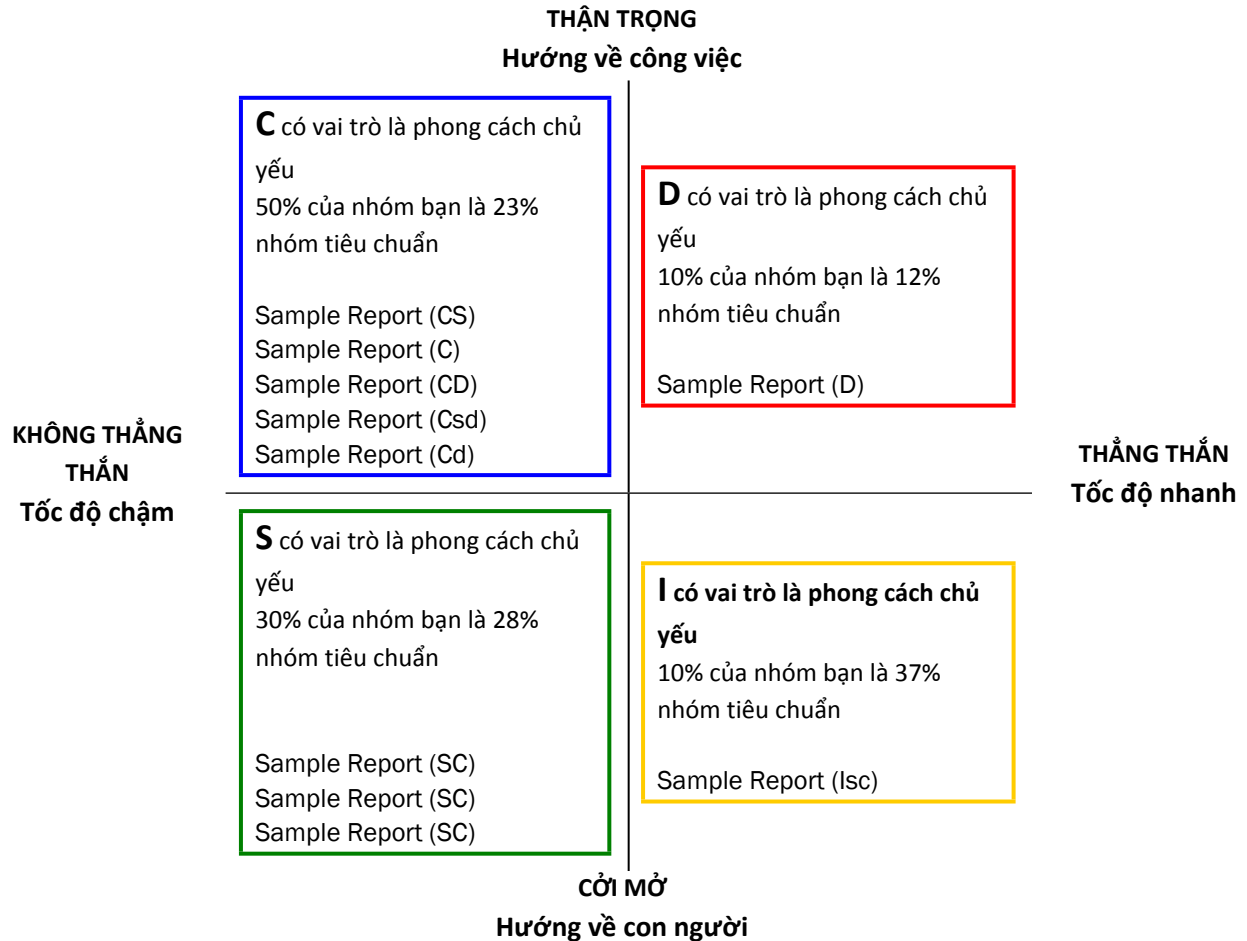 THẬN TRỌNG
Hướng về công việc
C có vai trò là phong cách chủ
yếu
50% của nhóm bạn là 23%
nhóm tiêu chuẩn
Sample Report (CS)
Sample Report (C)
Sample Report (CD)
Sample Report (Csd)
Sample Report (Cd)
D có vai trò là phong cách chủ
yếu
10% của nhóm bạn là 12%
nhóm tiêu chuẩn
Sample Report (D)
KHÔNG THẲNG
THẮN
Tốc độ chậm
THẲNG THẮN
Tốc độ nhanh
S có vai trò là phong cách chủ
yếu
30% của nhóm bạn là 28%
nhóm tiêu chuẩn
Sample Report (SC)
Sample Report (SC)
Sample Report (SC)
I có vai trò là phong cách chủ
yếu
10% của nhóm bạn là 37%
nhóm tiêu chuẩn
Sample Report (Isc)
CỞI MỞ
Hướng về con người